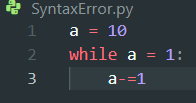 SyntaxError.py
1 a = 10
2 while a = 1:
3     a-=1